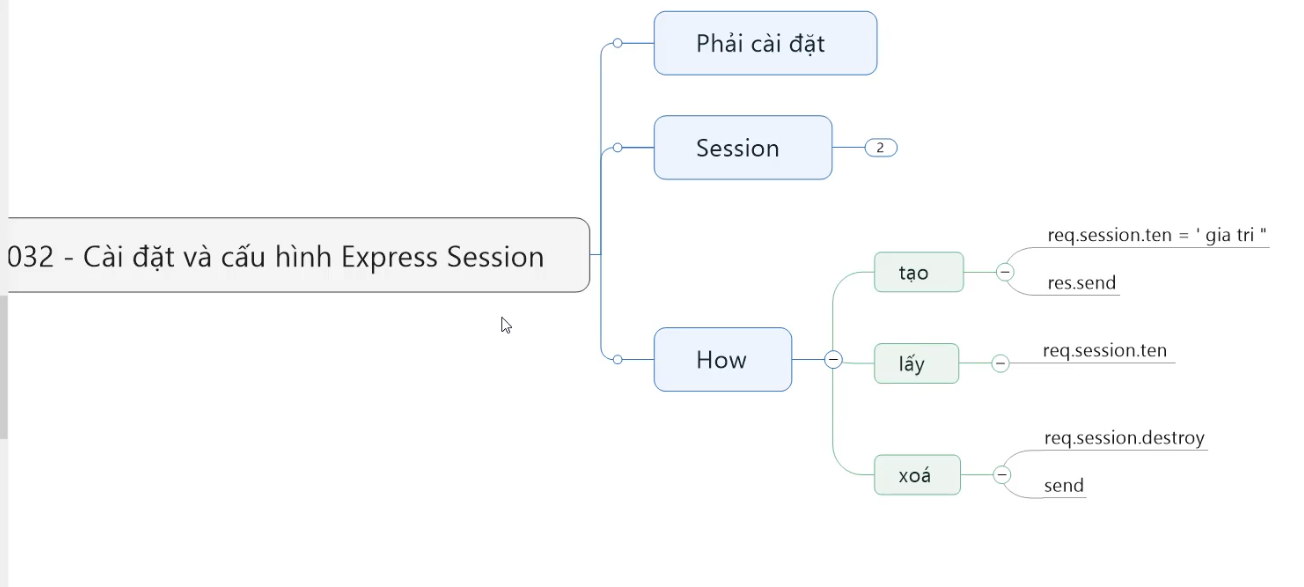 Phải cài đặt
Session
2
032 - Cài đặt và cấu hình Express Session
How
tạo
req.session.ten = ' gia tri "
res.send
lấy
req.session.ten
xoá
req.session.destroy
send